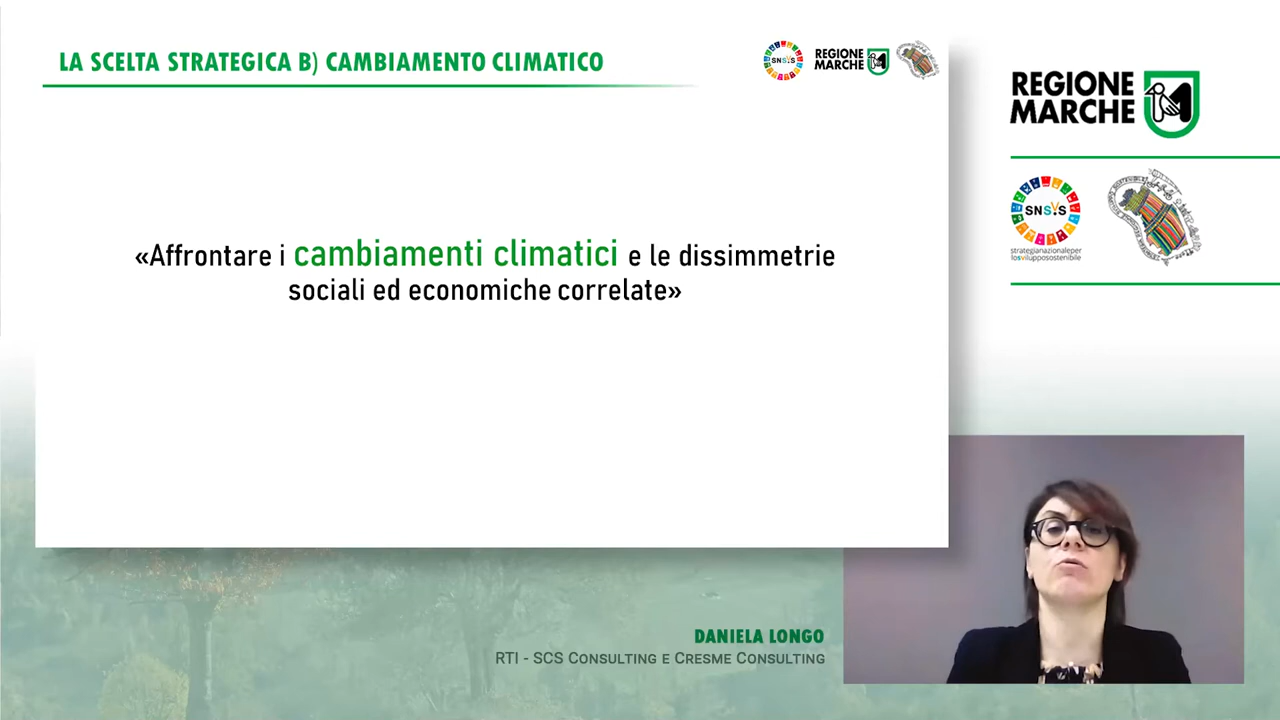 LA SCELTA STRATEGICA B) CAMBIAMENTO CLIMATICO
SNSVS
REGIONE
MARCHE
«Affrontare i cambiamenti climatici e le dissimmetrie
sociali ed economiche correlate»
REGIONE
MARCHE
SNSVS
strategianazionaleper
losvilupposostenibile
DANIELA LONGO
RTI - SCS CONSULTING E CRESME CONSULTING